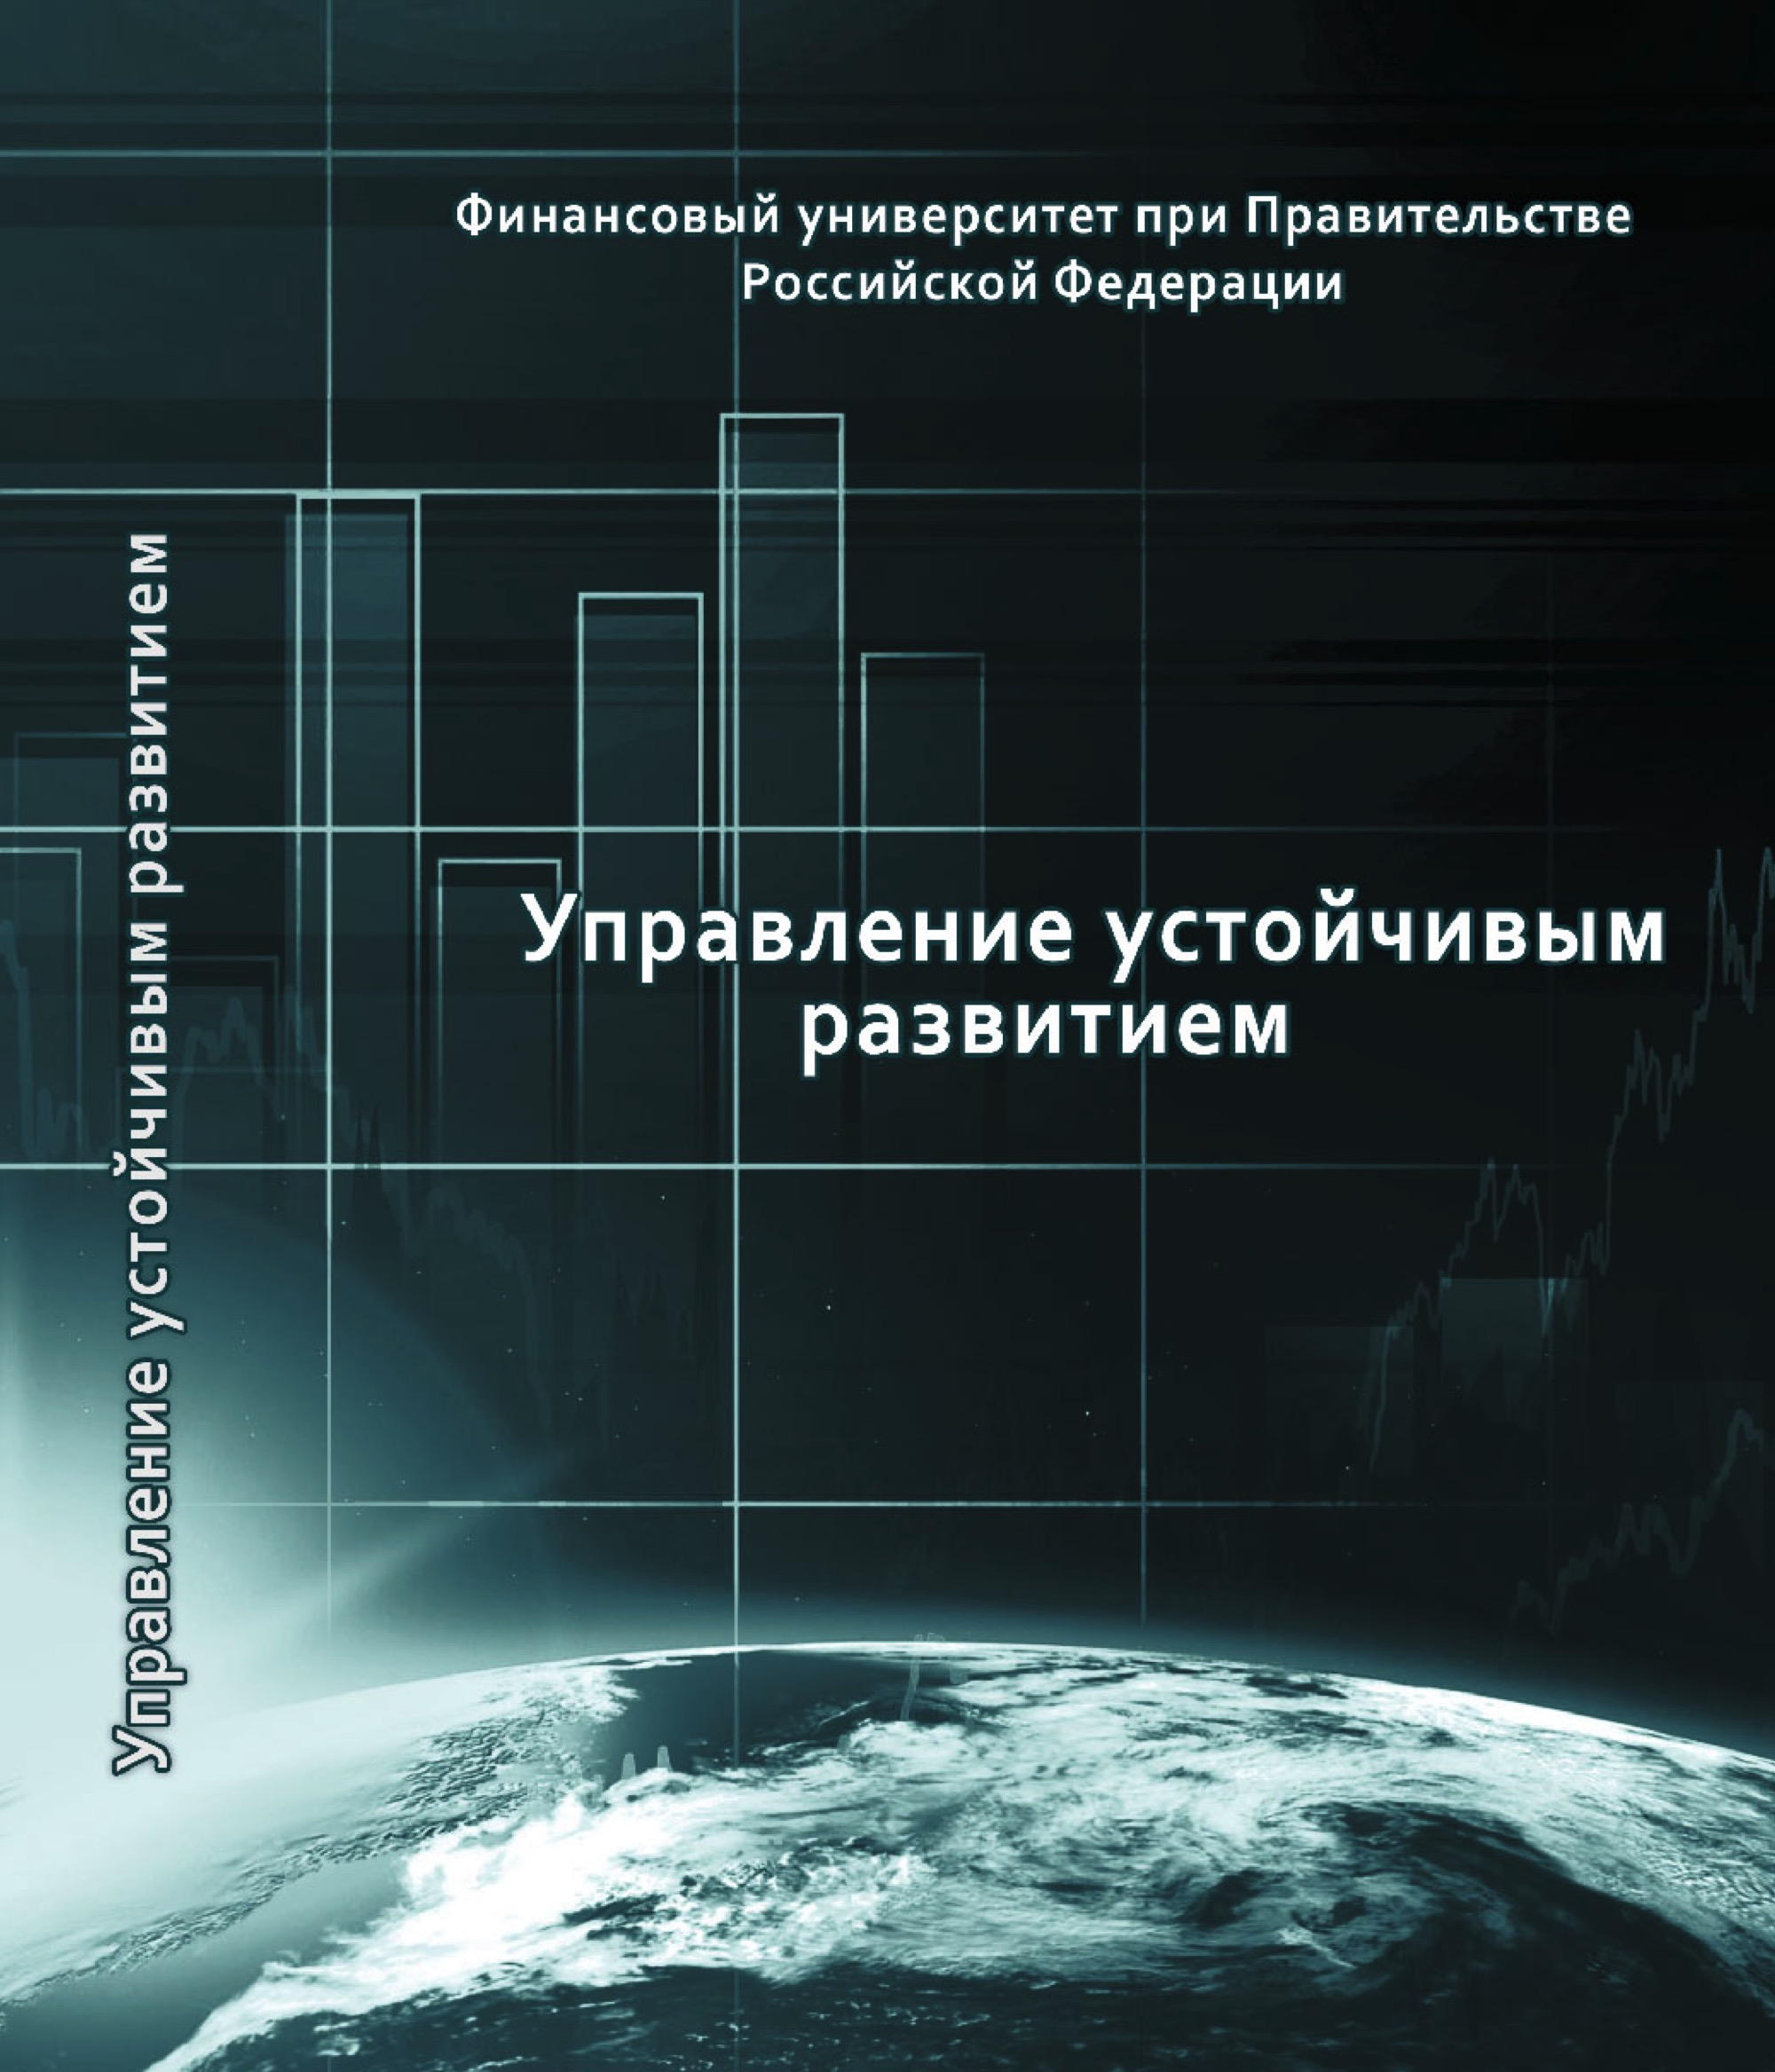 Финансовый университет при Правительстве
Российской Федерации
Управление устойчивым
развитием
Управление устойчивым развитием